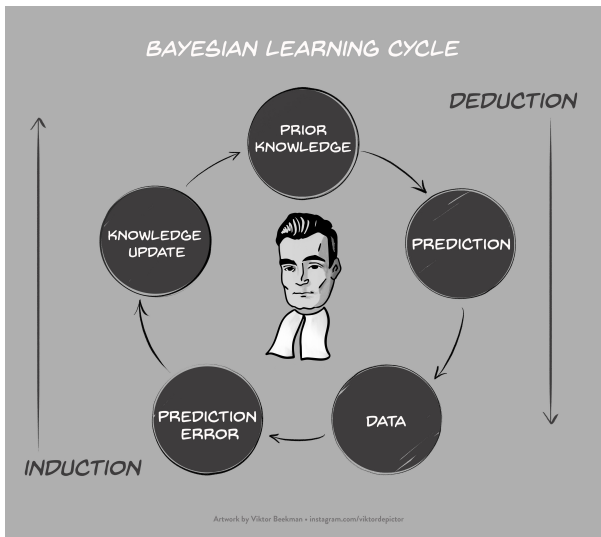 BAYESIAN LEARNING CYCLE
DEDUCTION
PRIOR
KNOWLEDGE
PREDICTION
DATA
PREDICTION
ERROR
KNOWLEDGE
UPDATE
INDUCTION
Artwork by Viktor Beekman • instagram.com/viktordepictor